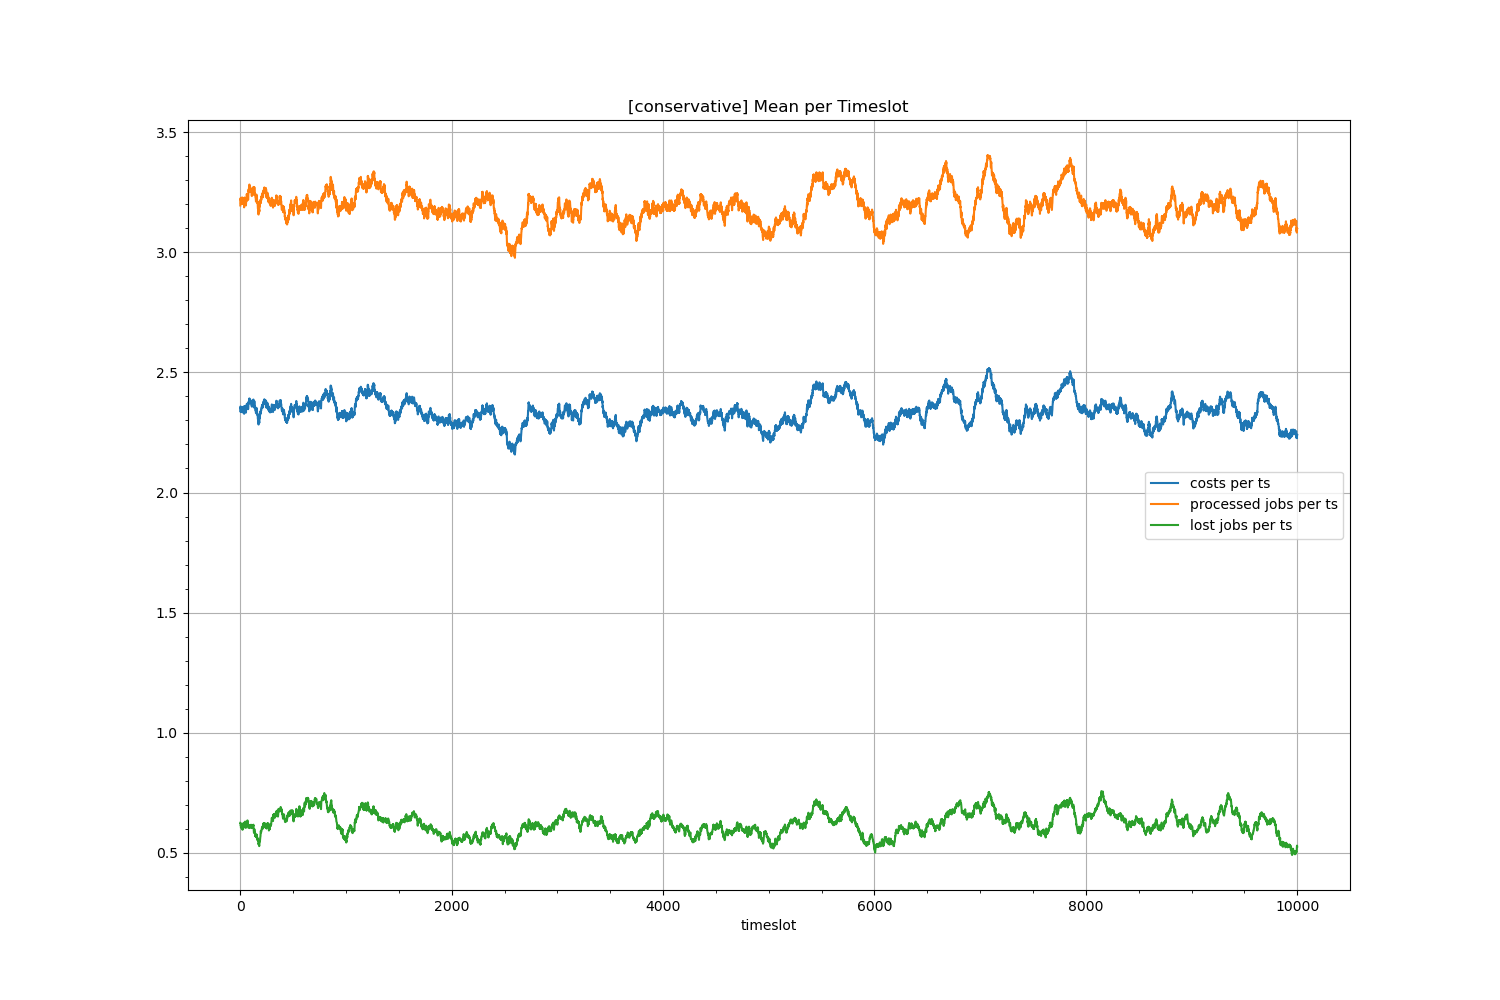 [conservative] Mean per Timeslot
3.5
3.0
2.5
2.0
1.5
1.0
0.5
costs per ts
processed jobs per ts
lost jobs per ts
0 2000 4000 6000 8000 10000
timeslot